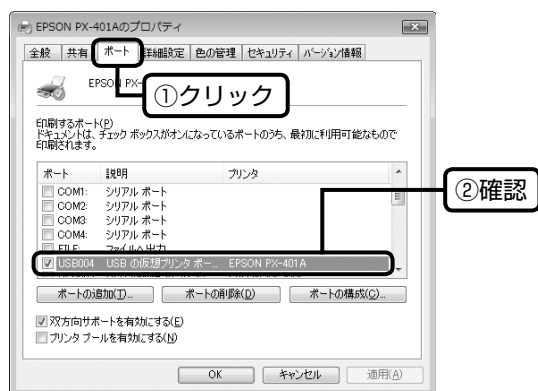 EPSON PX-401Aのプロパティ
全般 共有 ポート 詳細設定 色の管理 セキュリティ バージョン情報
EPSON PX-
①クリック
印刷するポート(P)
ドキュメントは、チェック ボックスがオンになっているポートのうち、最初に利用可能なもので
印刷されます。
ポート 説明 プリンタ
COM1: シリアル ポート
COM2: シリアル ポート
COM3: シリアル ポート
COM4: シリアル ポート
FILE: ファイルへ出力
USB004 USB の仮想プリンタ ポー... EPSON PX-401A
②確認
ポートの追加(T)... ポートの削除(D) ポートの構成(C)...
双方向サポートを有効にする(E)
プリンタ プールを有効にする(N)
OK キャンセル 適用(A)